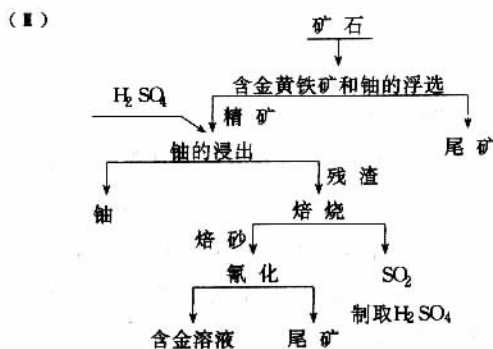 (Ⅱ)
矿石
含金黄铁矿和铀的浮选
H₂SO₄
精矿
尾矿
铀的浸出
残渣
铀
焙烧
焙砂
氰化
SO₂
制取H₂SO₄
含金溶液
尾矿